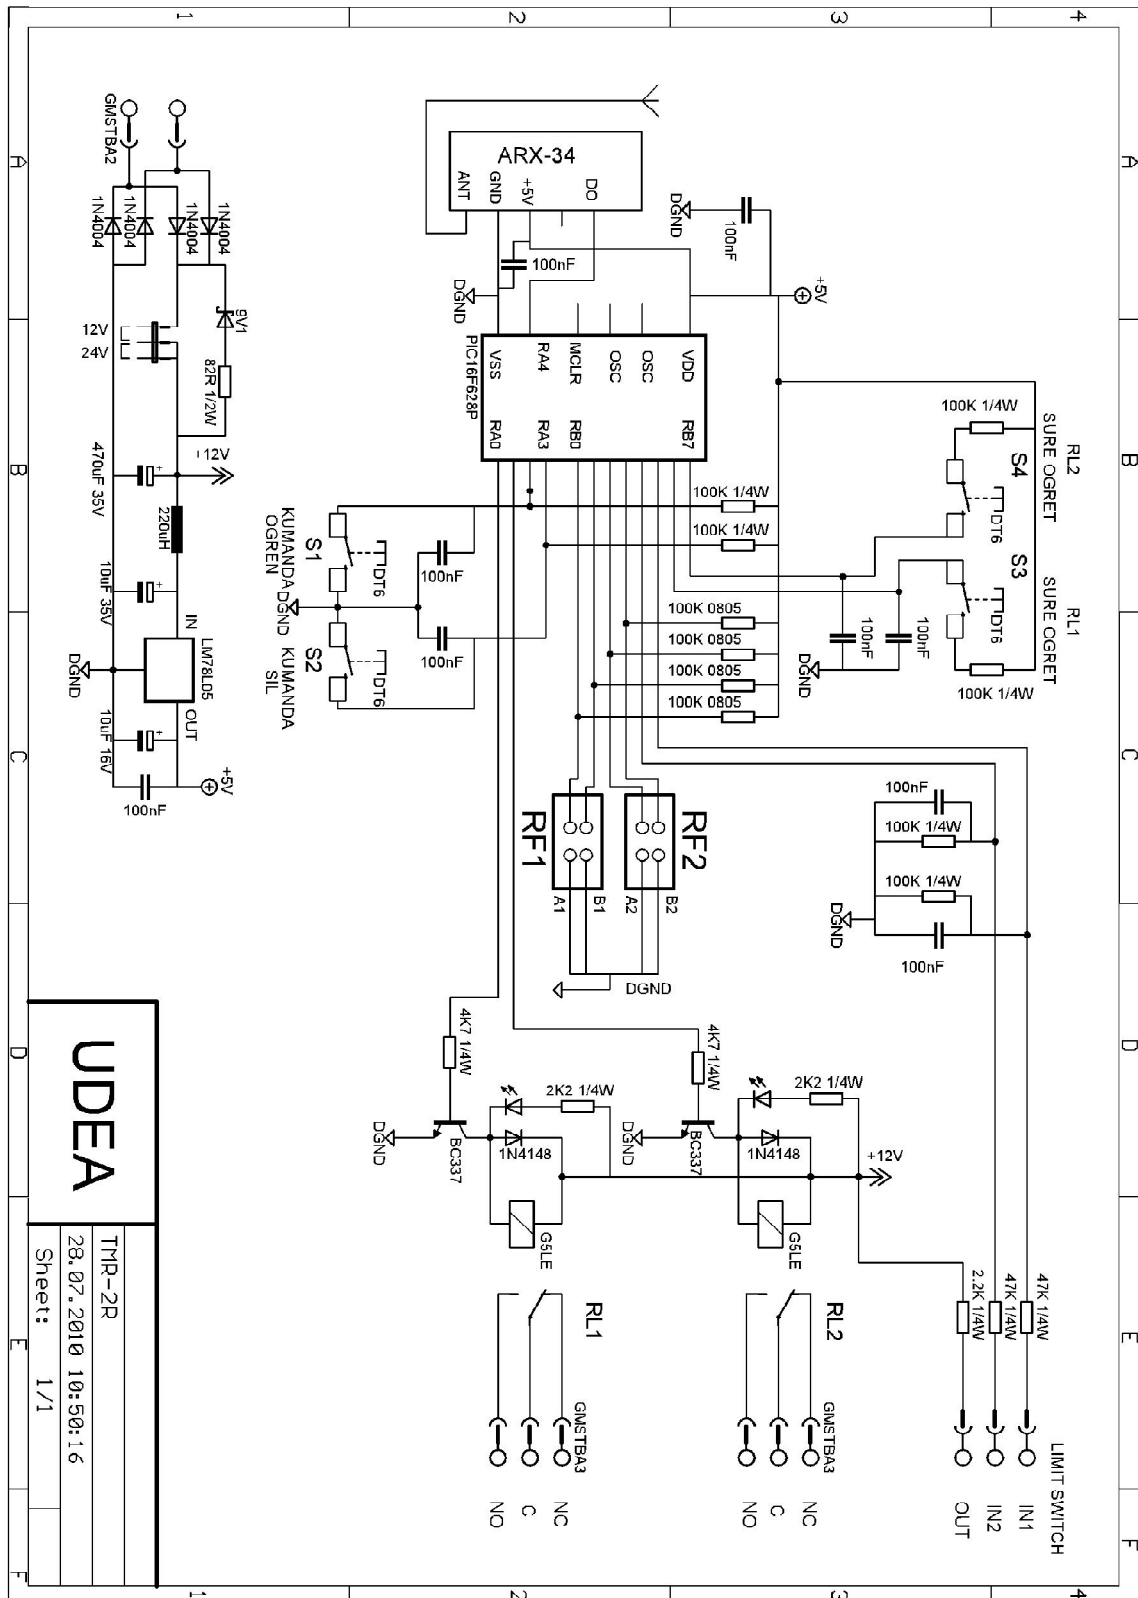 1
2
3
4
A
A
GMSTBA2
1N4004
1N4004
1N4004
1N4004
ARX-34
ANT
GND
+5V
DO
100nF
DGND
DGND
100nF
+5V
9V1
12V
24V
82R 1/2W
+12V
470uF 35V
220uH
10uF 35V
IN
LM78L05
OUT
DGND
10uF 16V
100nF
+5V
PIC16F628P
VSS
RA4
MCLR
OSC
OSC
VDD
RA0
RA3
RB0
RB7
B
B
100K 1/4W
RL2
SURE OGRET
S4
DT6
S3
RL1
SURE CGRET
DT6
100K 1/4W
100K 1/4W
100K 1/4W
KUMANDA
OGREN
S1
DT6
100nF
DGND
100nF
S2
KUMANDA
SIL
DT6
100K 0805
100K 0805
100K 0805
100K 0805
100nF
100nF
DGND
C
C
RF1
RF2
A1
B1
A2
B2
DGND
100nF
100K 1/4W
100K 1/4W
DGND
100nF
D
D
4K7 1/4W
2K2 1/4W
DGND
BC337
1N4148
G5LE
4K7 1/4W
2K2 1/4W
DGND
BC337
1N4148
G5LE
+12V
2.2K 1/4W
47K 1/4W
47K 1/4W
E
E
RL1
RL2
GMSTBA3
GMSTBA3
NO
C
NC
NO
C
NC
OUT
IN2
IN1
LIMIT SWITCH
F
F
UDEA
TMR-2R
28.07.2010 10:50:16
Sheet: 1/1
1
2
3
4